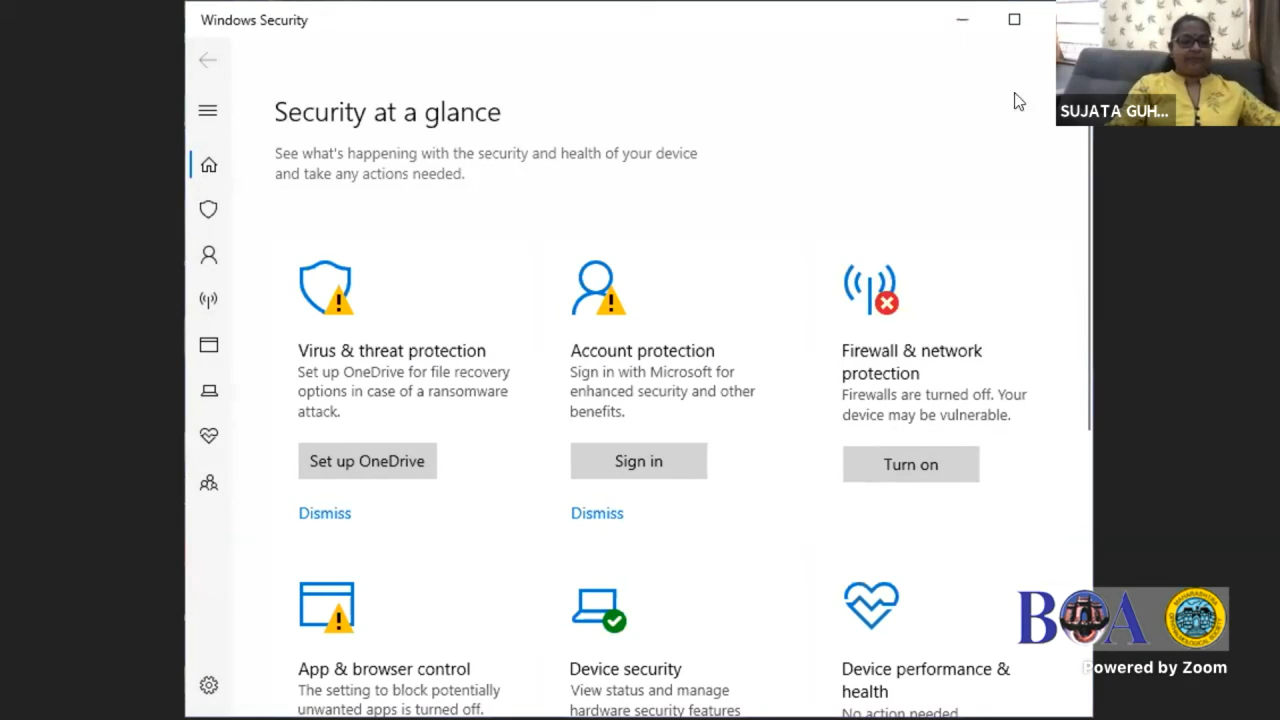 Windows Security
SUJATA GUH...
Security at a glance
See what's happening with the security and health of your device
and take any actions needed.
Virus & threat protection
Set up OneDrive for file recovery
options in case of a ransomware
attack.
Set up OneDrive
Dismiss
Account protection
Sign in with Microsoft for
enhanced security and other
benefits.
Sign in
Dismiss
Firewall & network
protection
Firewalls are turned off. Your
device may be vulnerable.
Turn on
App & browser control
The setting to block potentially
unwanted apps is turned off.
Device security
View status and manage
hardware security features
Device performance &
health
No action needed
BOA
Powered by Zoom